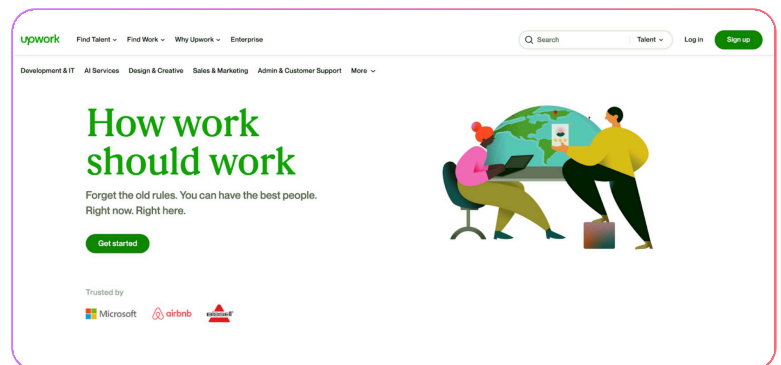 upwork Find Talent Find Work Why Upwork Enterprise Search Talent Log in Sign up
Development & IT AI Services Design & Creative Sales & Marketing Admin & Customer Support More
How work
should work
Forget the old rules. You can have the best people.
Right now. Right here.
Get started
Trusted by
Microsoft airbnb BISSELL